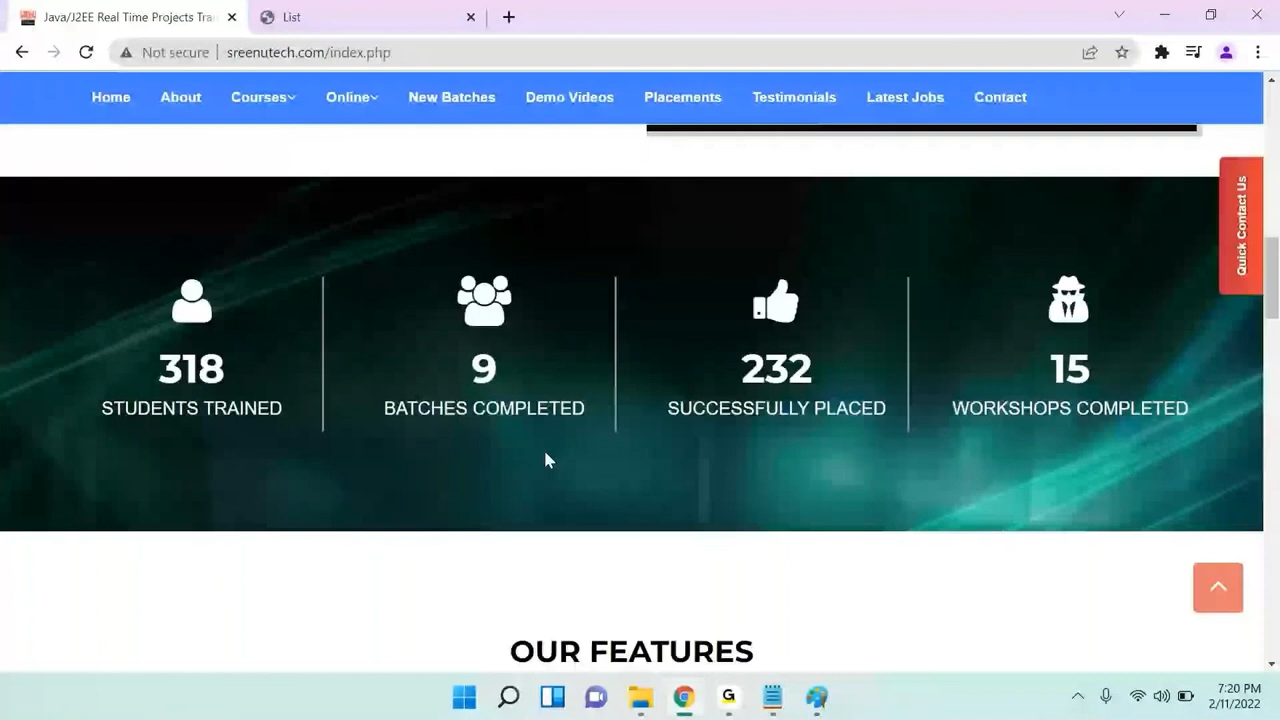 Java/J2EE Real Time Projects Tra
List
Not secure
sreenutech.com/index.php
Home
About
Courses
Online
New Batches
Demo Videos
Placements
Testimonials
Latest Jobs
Contact
Quick Contact Us
318
STUDENTS TRAINED
9
BATCHES COMPLETED
232
SUCCESSFULLY PLACED
15
WORKSHOPS COMPLETED
OUR FEATURES
G
7:20 PM
2/11/2022